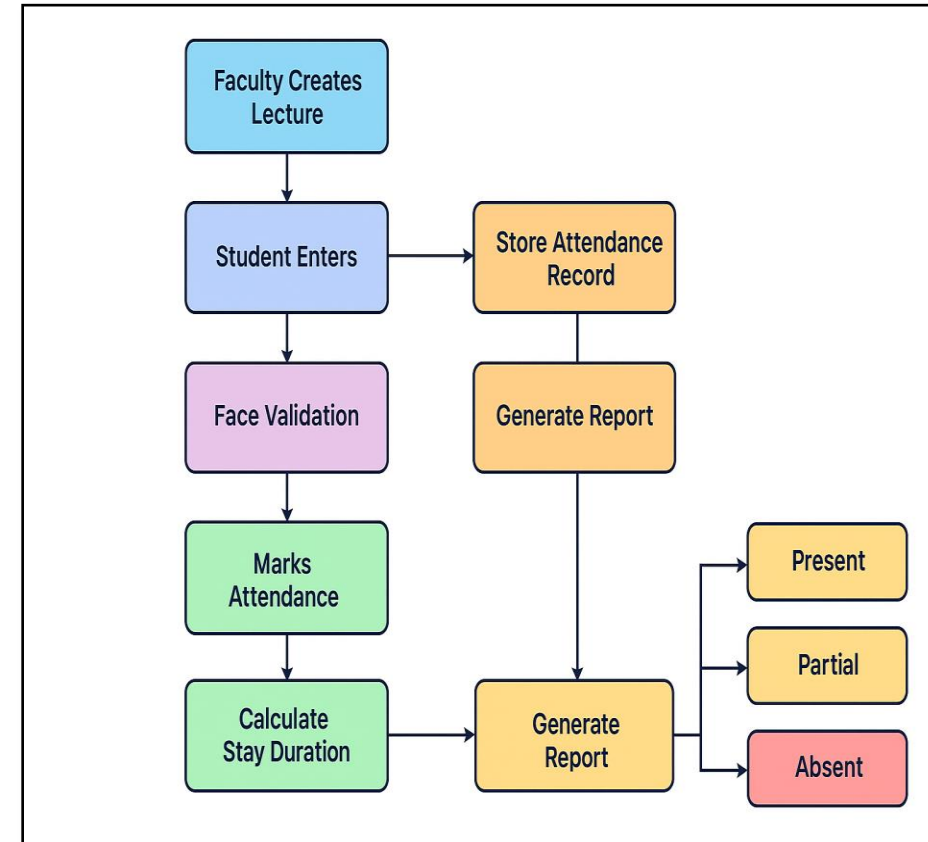 Faculty Creates
Lecture
Student Enters
Store Attendance
Record
Face Validation
Generate Report
Marks
Attendance
Present
Partial
Calculate
Stay Duration
Generate
Report
Absent